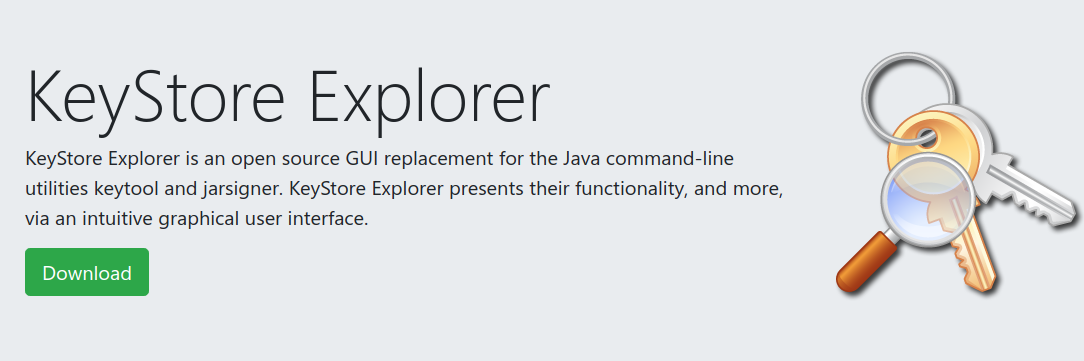 KeyStore Explorer
KeyStore Explorer is an open source GUI replacement for the Java command-line
utilities keytool and jarsigner. KeyStore Explorer presents their functionality, and more,
via an intuitive graphical user interface.
Download